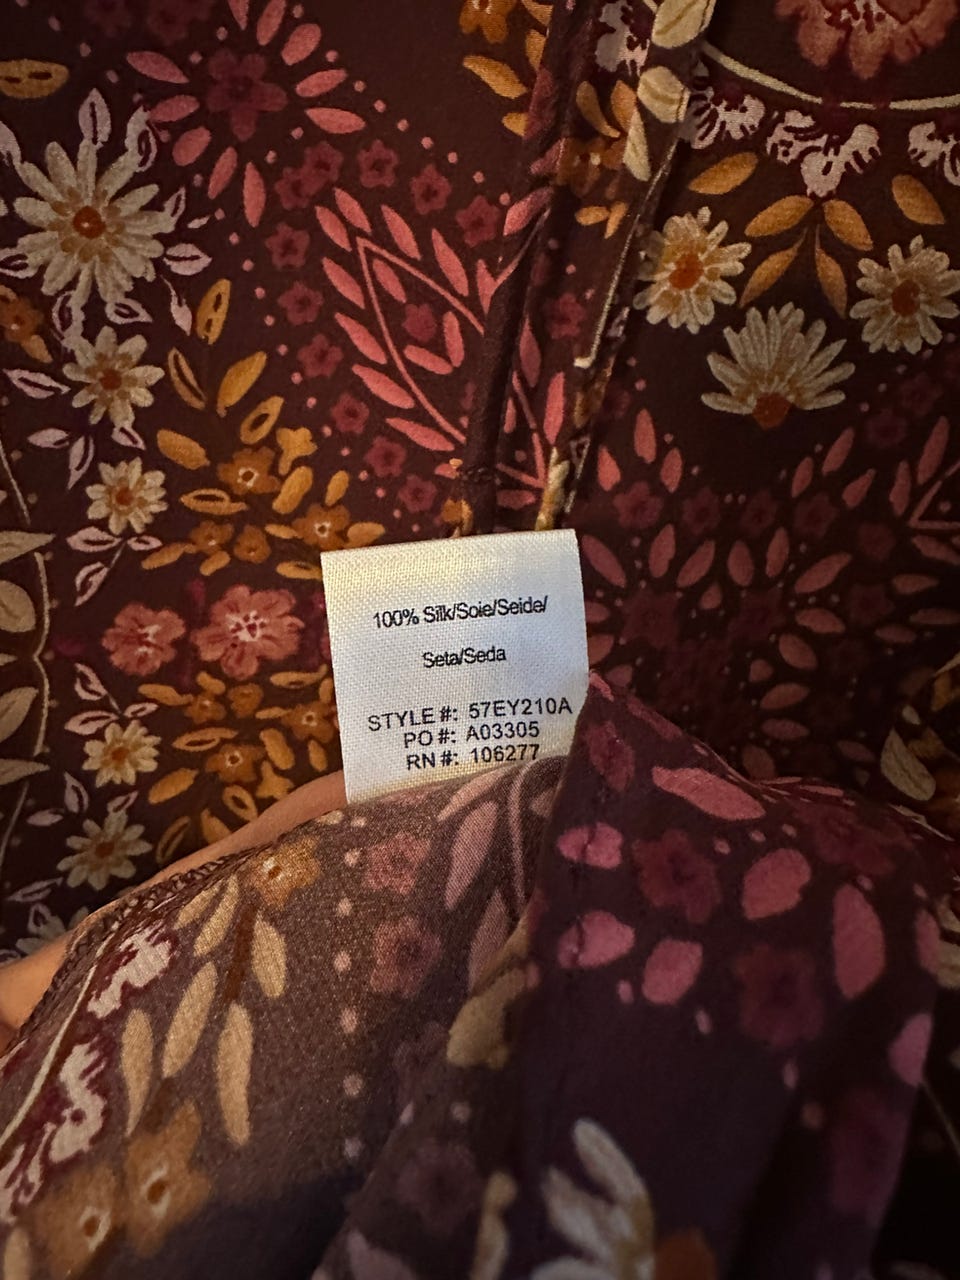 100% Silk/Soie/Seide/
Seta/Seda
STYLE#: 57EY210A
PO#: A03305
RN#: 106277